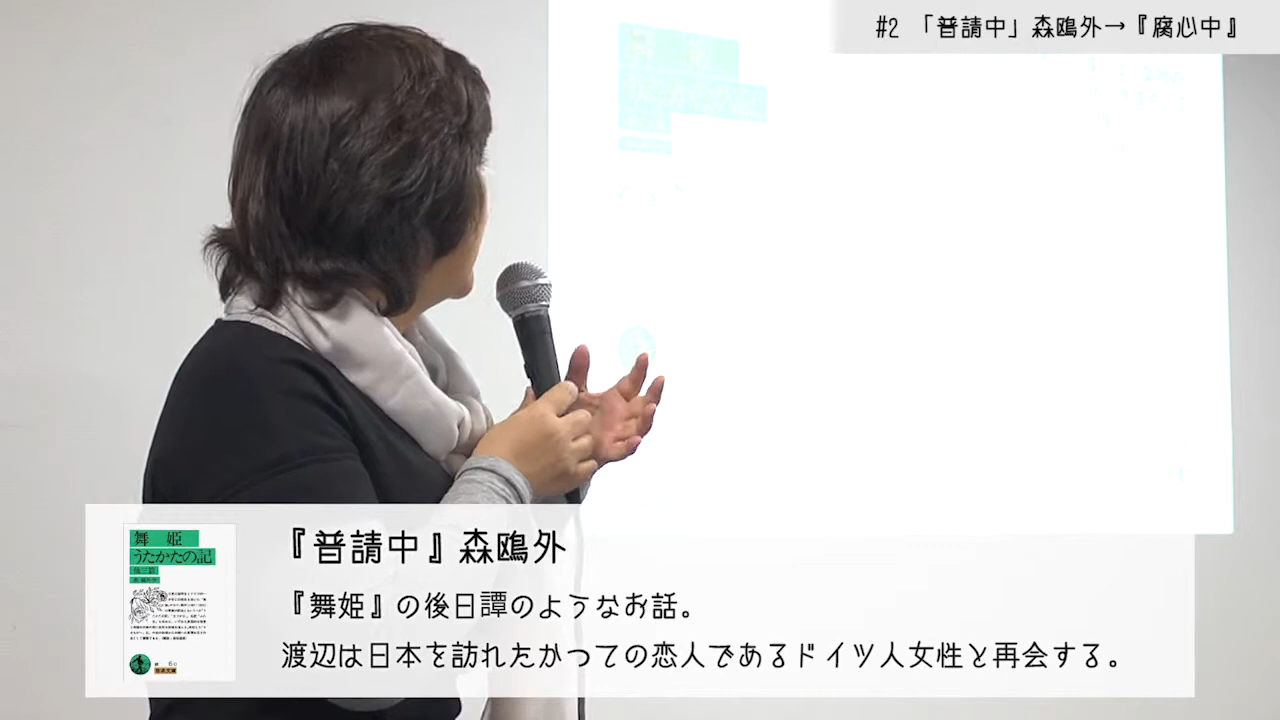 #2 「普請中」森鴎外→『腐心中』
『普請中』森鴎外
『舞姫』の後日譚のようなお話。
渡辺は日本を訪れたかつての恋人であるドイツ人女性と再会する。
舞 姫
うたかたの記
他三篇